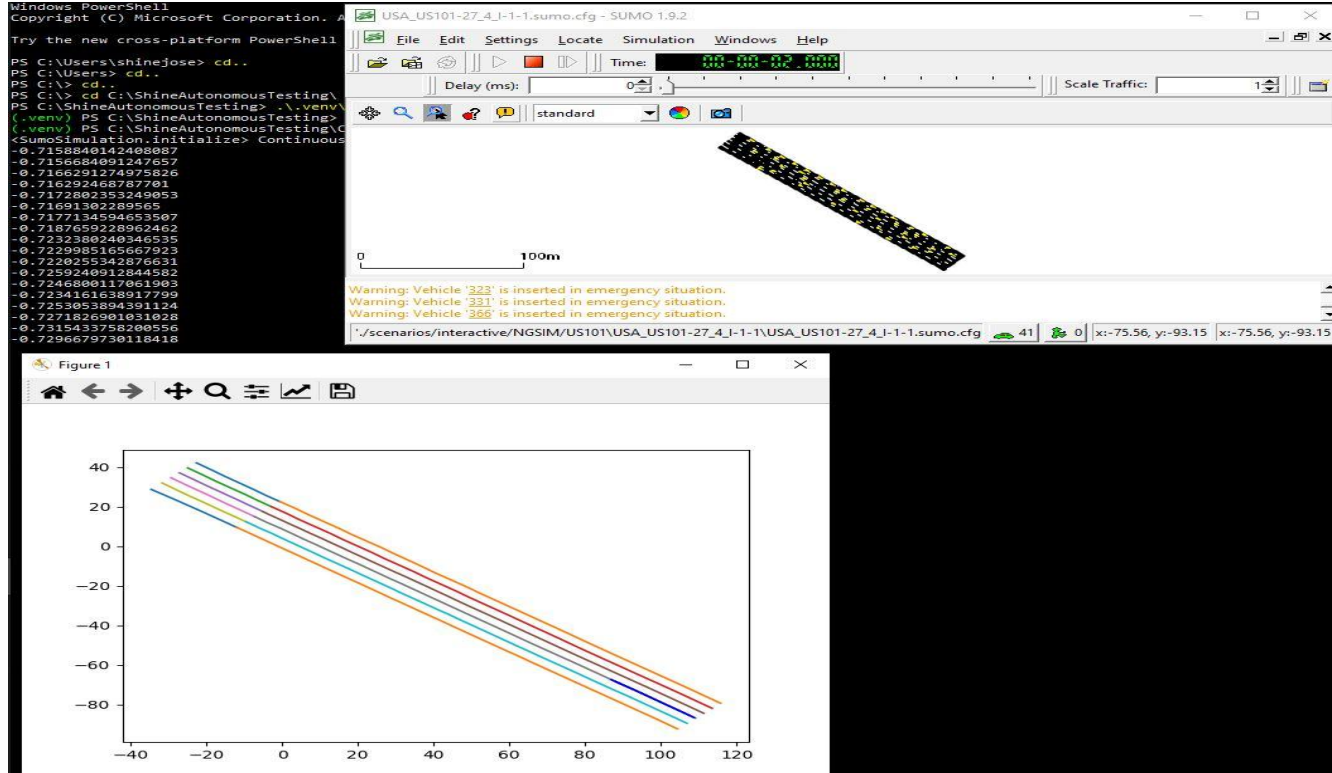 Windows PowerShell
Copyright (C) Microsoft Corporation. A
Try the new cross-platform PowerShell
PS C:\Users\shinejose> cd..
PS C:\Users> cd..
PS C:\> cd..
PS C:\> cd C:\ShineAutonomousTesting\
PS C:\ShineAutonomousTesting> .\.venv\
(.venv) PS C:\ShineAutonomousTesting>
(.venv) PS C:\ShineAutonomousTesting\C
<SumoSimulation.initialize> Continuous
-0.7158840142408087
-0.7156684091247657
-0.7166291274975826
-0.716292468787701
-0.7172802353249053
-0.71691302289565
-0.7177134594653507
-0.7187659228962462
-0.7232380240346535
-0.7229985165667923
-0.7220255342876631
-0.7259240912844582
-0.7246800117061903
-0.7234161638917799
-0.7253053894391124
-0.7271826901031028
-0.7315433758200556
-0.7296679730118418
USA_US101-27_4_I-1-1.sumo.cfg - SUMO 1.9.2
File Edit Settings Locate Simulation Windows Help
Time: 00-00-02.000
Delay (ms): 0 Scale Traffic: 1
standard
0 100m
Warning: Vehicle '323' is inserted in emergency situation.
Warning: Vehicle '331' is inserted in emergency situation.
Warning: Vehicle '366' is inserted in emergency situation.
'./scenarios/interactive/NGSIM/US101\USA_US101-27_4_I-1-1\USA_US101-27_4_I-1-1.sumo.cfg 41 0 x:-75.56, y:-93.15 x:-75.56, y:-93.15
Figure 1
40
20
0
−20
−40
−60
−80
−40 −20 0 20 40 60 80 100 120